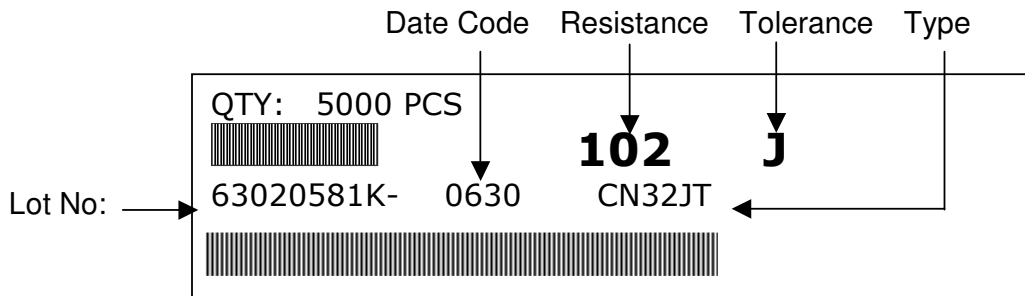 Date Code Resistance Tolerance Type
QTY: 5000 PCS
102 J
Lot No: 63020581K- 0630 CN32JT